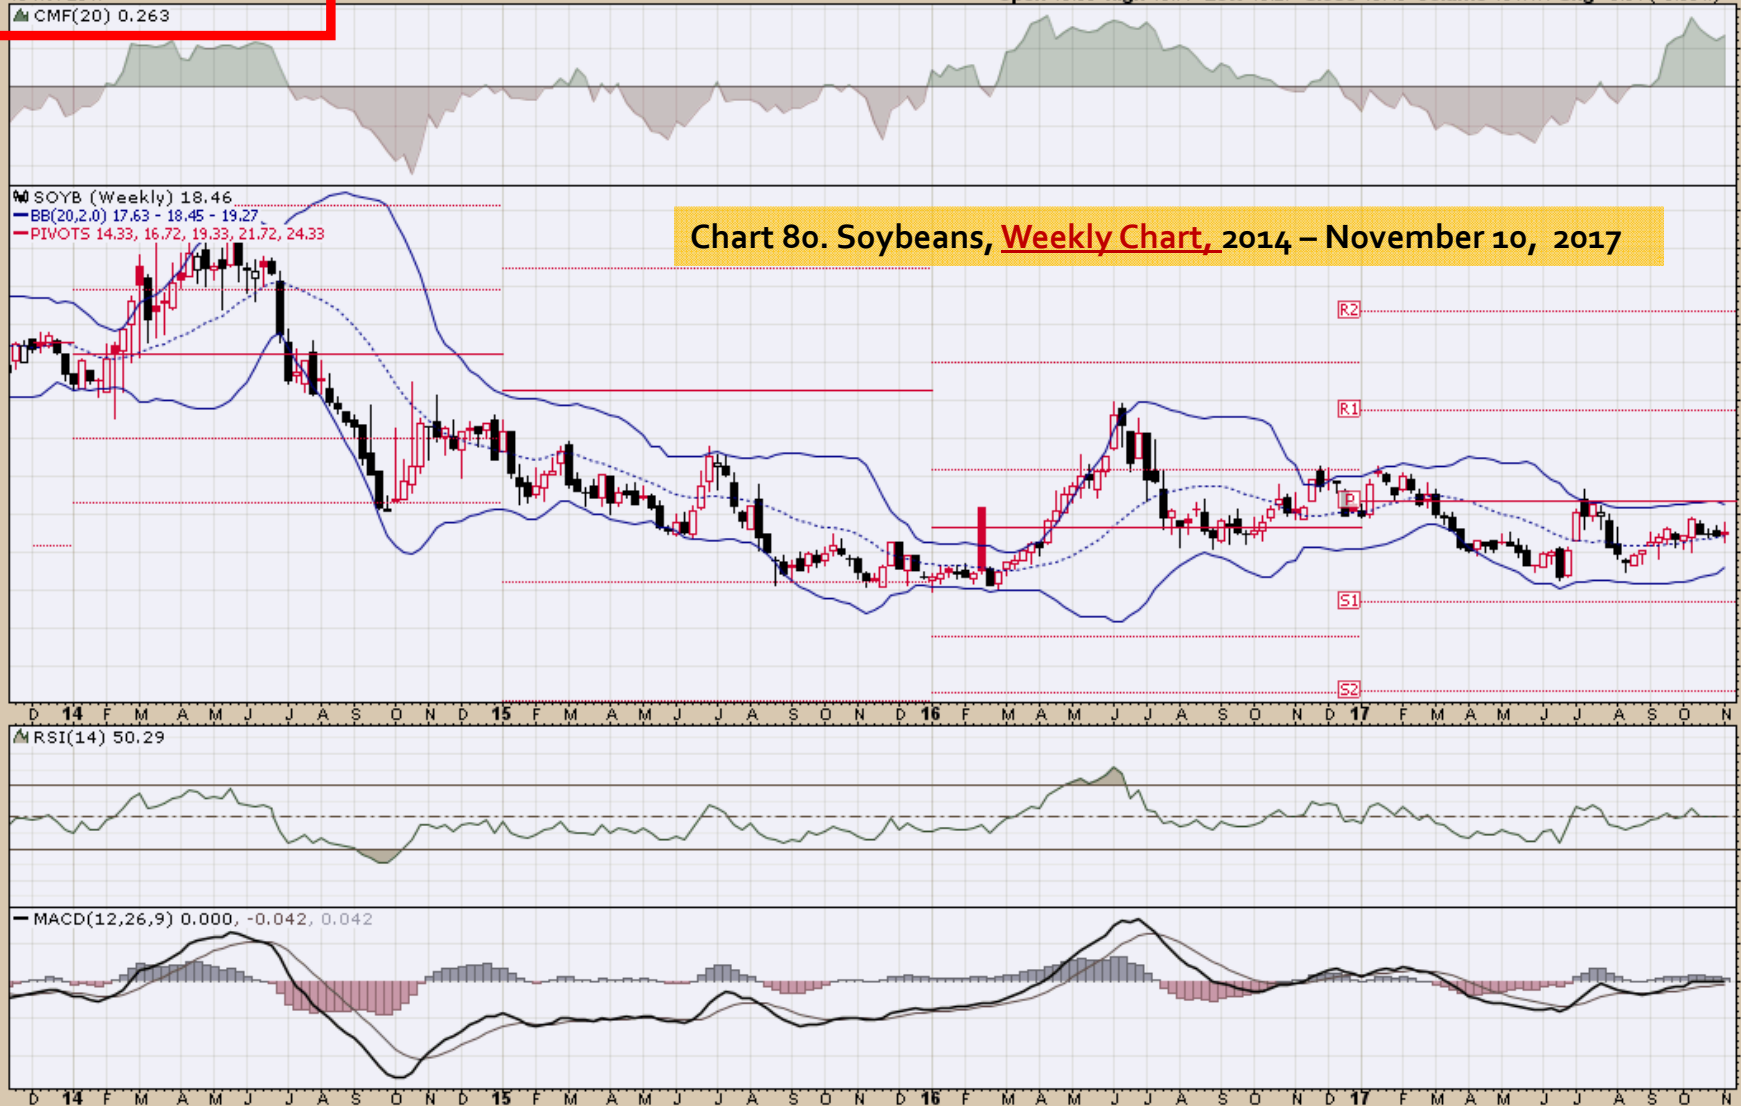 CMF(20) 0.263
SOYB (Weekly) 18.46
BB(20,2.0) 17.63 - 18.45 - 19.27
PIVOTS 14.33, 16.72, 19.33, 21.72, 24.33
Chart 80. Soybeans, Weekly Chart, 2014 – November 10, 2017
R2
R1
P
S1
S2
D 14 F M A M J J A S O N D 15 F M A M J J A S O N D 16 F M A M J J A S O N D 17 F M A M J J A S O N
RSI(14) 50.29
MACD(12,26,9) 0.000, -0.042, 0.042
D 14 F M A M J J A S O N D 15 F M A M J J A S O N D 16 F M A M J J A S O N D 17 F M A M J J A S O N